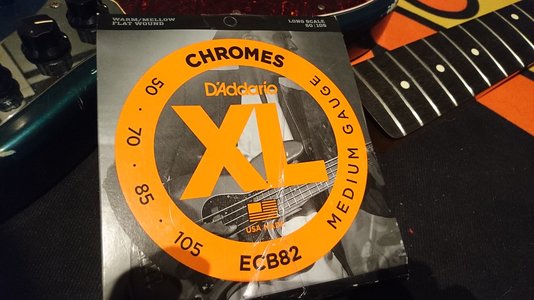 WARM/MELLOW
FLAT WOUND
LONG SCALE
50-105
CHROMES
D'Addario
XL
50 · 70 · 85 · 105
MEDIUM GAUGE
USA MADE
ECB82